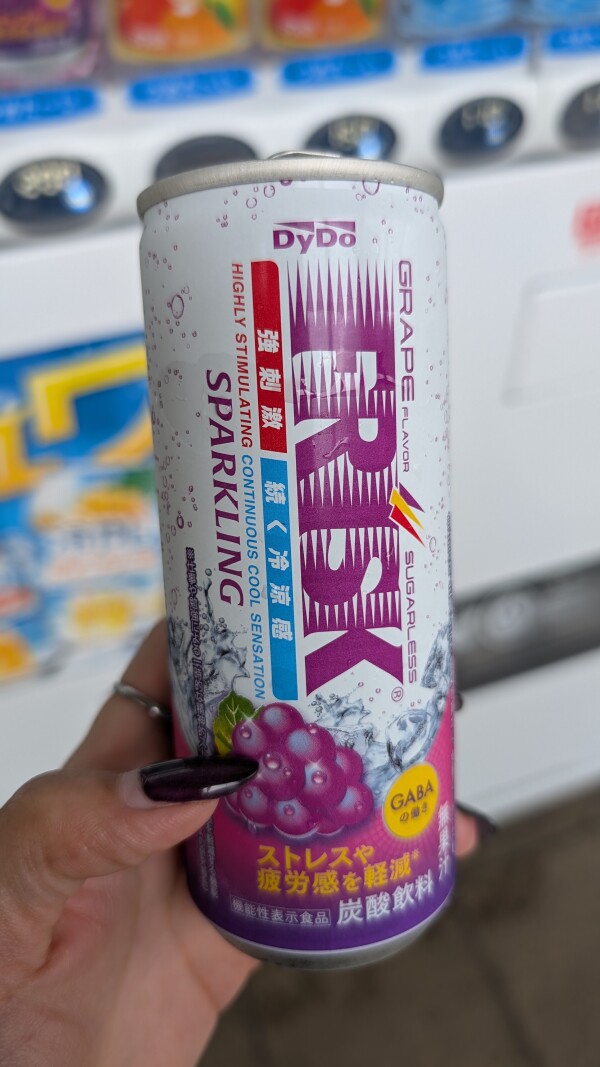 DyDo
GRAPE FLAVOR SUGARLESS
FRISK®
強刺激 続く冷涼感
HIGHLY STIMULATING CONTINUOUS COOL SENSATION
SPARKLING
GABA
の働き
ストレスや
疲労感を軽減※
機能性表示食品 炭酸飲料
無果汁